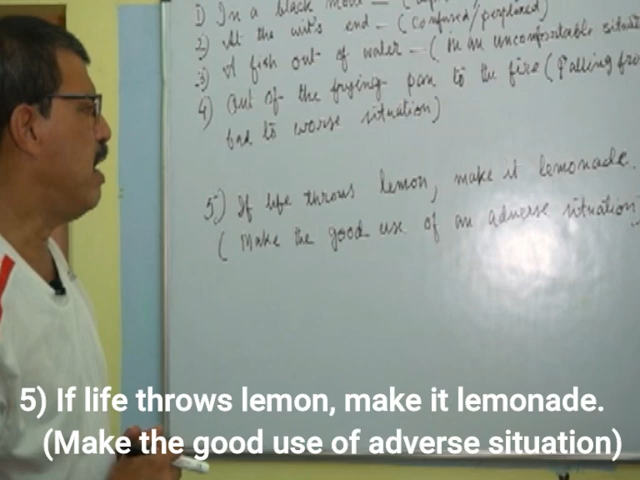 1) In a black mood — (
2) At the wit's end — (confused/perplexed)
3) A fish out of water — (in an uncomfortable situati
4) Out of the frying pan to the fire (falling fro
bad to worse situation)
5) If life throws lemon, make it lemonade.
( Make the good use of an adverse situation
5) If life throws lemon, make it lemonade.
(Make the good use of adverse situation)